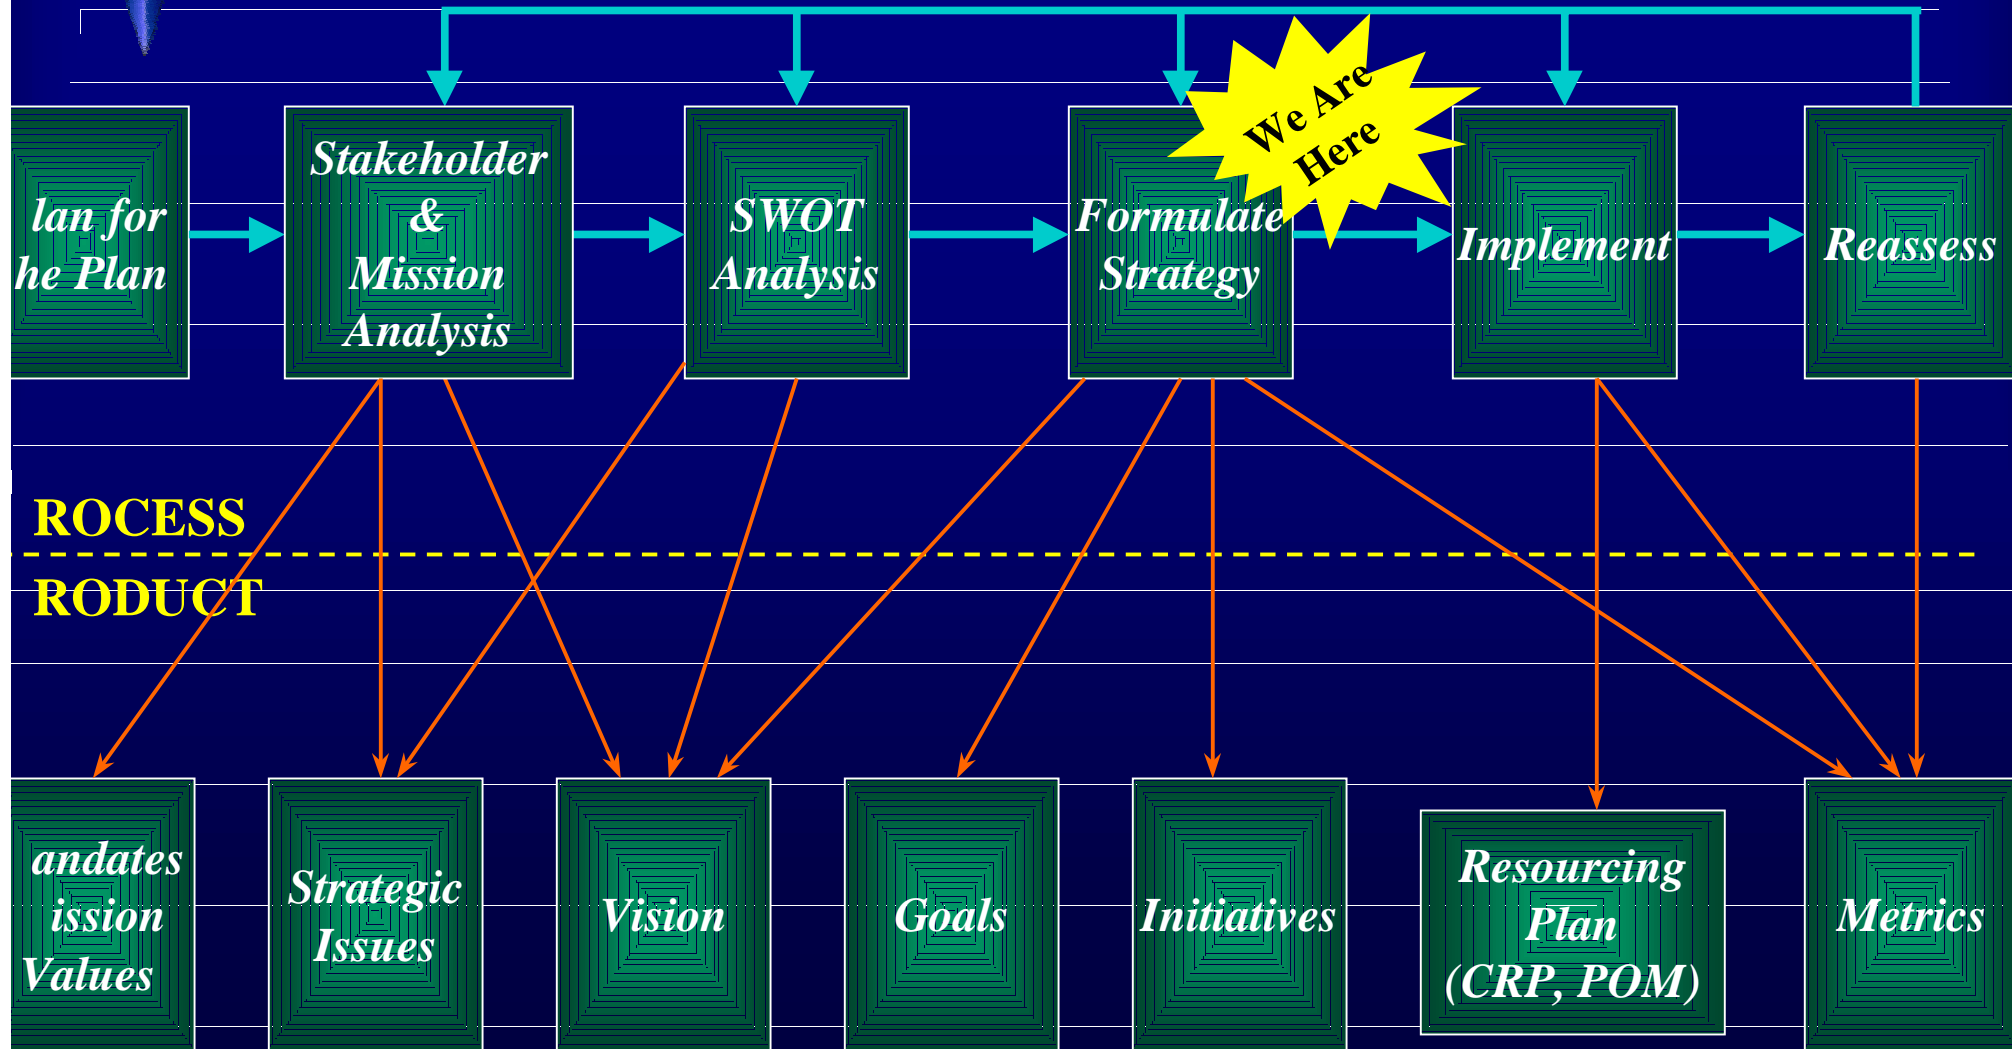 We Are
Here
lan for
he Plan
Stakeholder
&
Mission
Analysis
SWOT
Analysis
Formulate
Strategy
Implement
Reassess
ROCESS
RODUCT
andates
ission
Values
Strategic
Issues
Vision
Goals
Initiatives
Resourcing
Plan
(CRP, POM)
Metrics